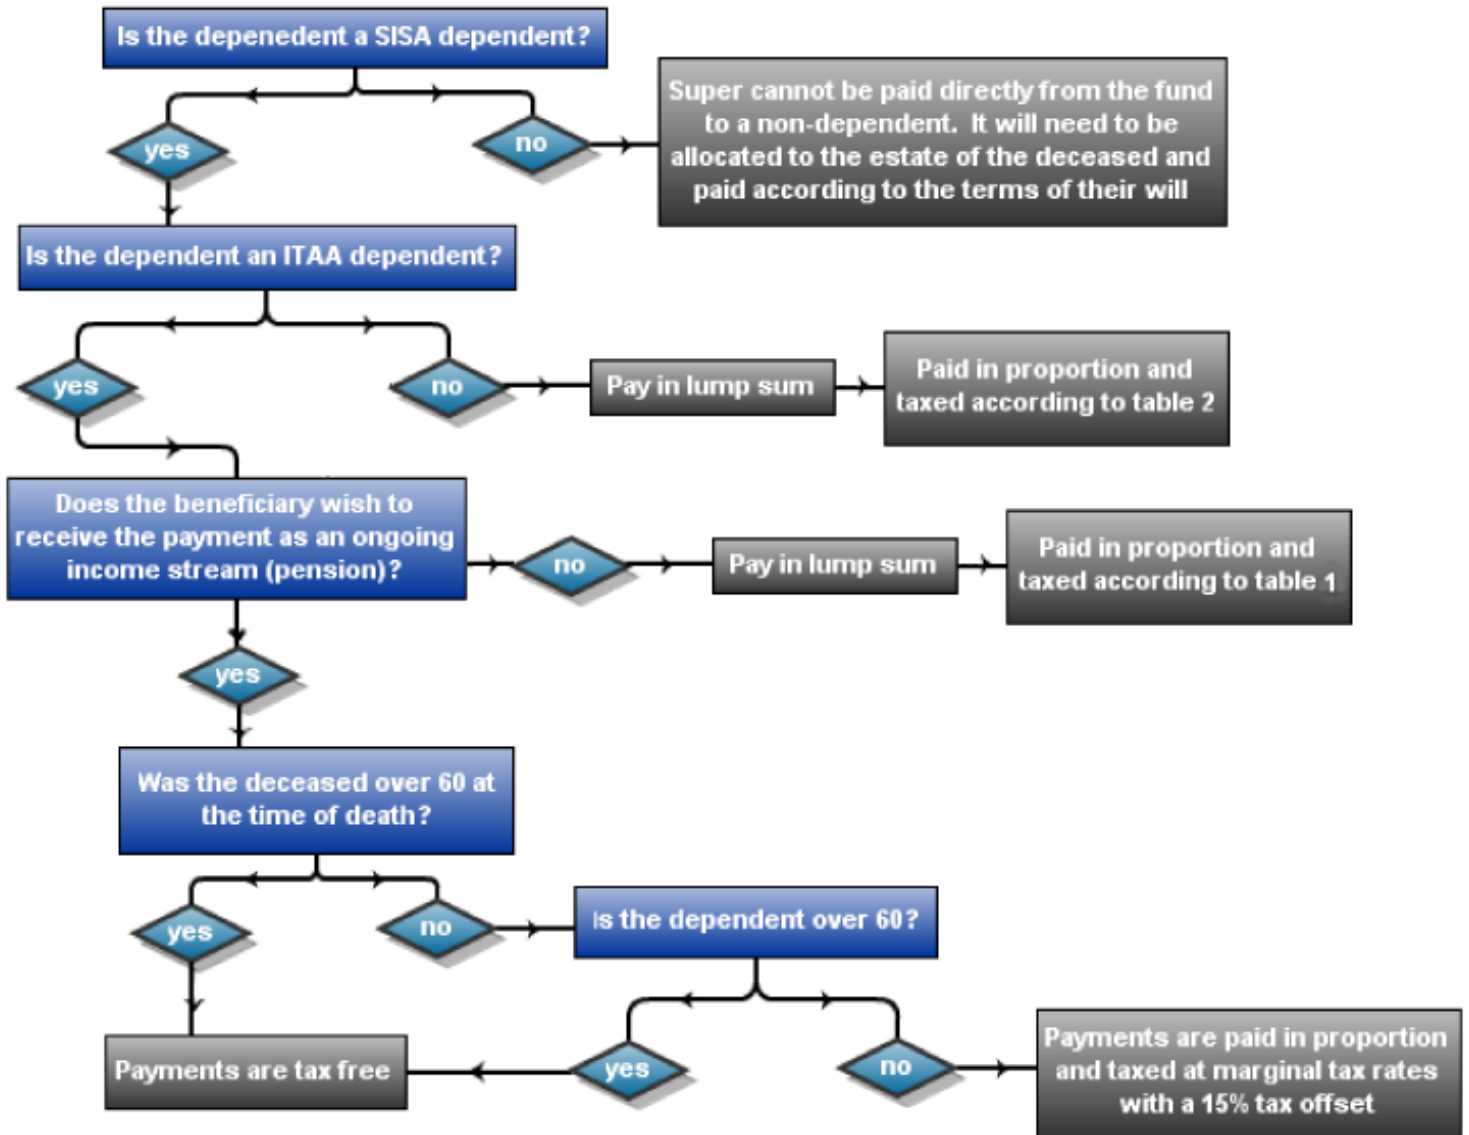 Is the depenedent a SISA dependent?
yes
no
Super cannot be paid directly from the fund
to a non-dependent. It will need to be
allocated to the estate of the deceased and
paid according to the terms of their will
Is the dependent an ITAA dependent?
yes
no
Pay in lump sum
Paid in proportion and
taxed according to table 2
Does the beneficiary wish to
receive the payment as an ongoing
income stream (pension)?
no
Pay in lump sum
Paid in proportion and
taxed according to table 1
yes
Was the deceased over 60 at
the time of death?
yes
no
Is the dependent over 60?
Payments are tax free
yes
no
Payments are paid in proportion
and taxed at marginal tax rates
with a 15% tax offset